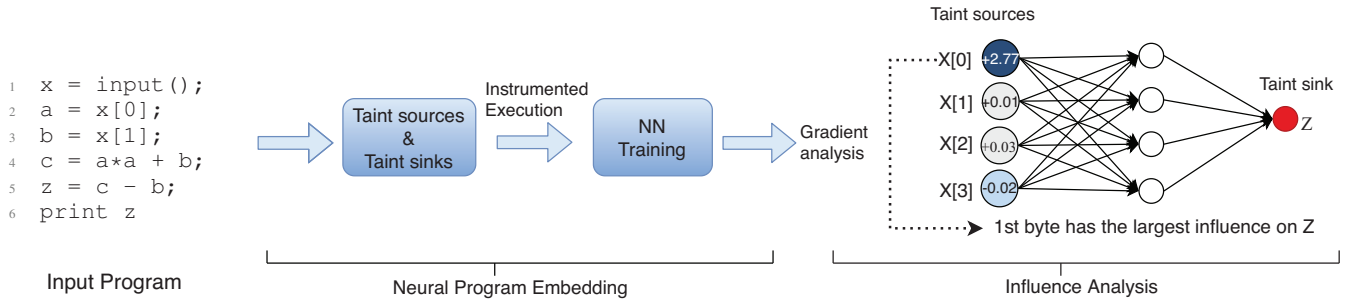 1 x = input();
2 a = x[0];
3 b = x[1];
4 c = a*a + b;
5 z = c - b;
6 print z
Input Program
Taint sources
&
Taint sinks
Instrumented
Execution
NN
Training
Gradient
analysis
Neural Program Embedding
Taint sources
X[0] +2.77
X[1] +0.01
X[2] +0.03
X[3] -0.02
Taint sink
Z
1st byte has the largest influence on Z
Influence Analysis